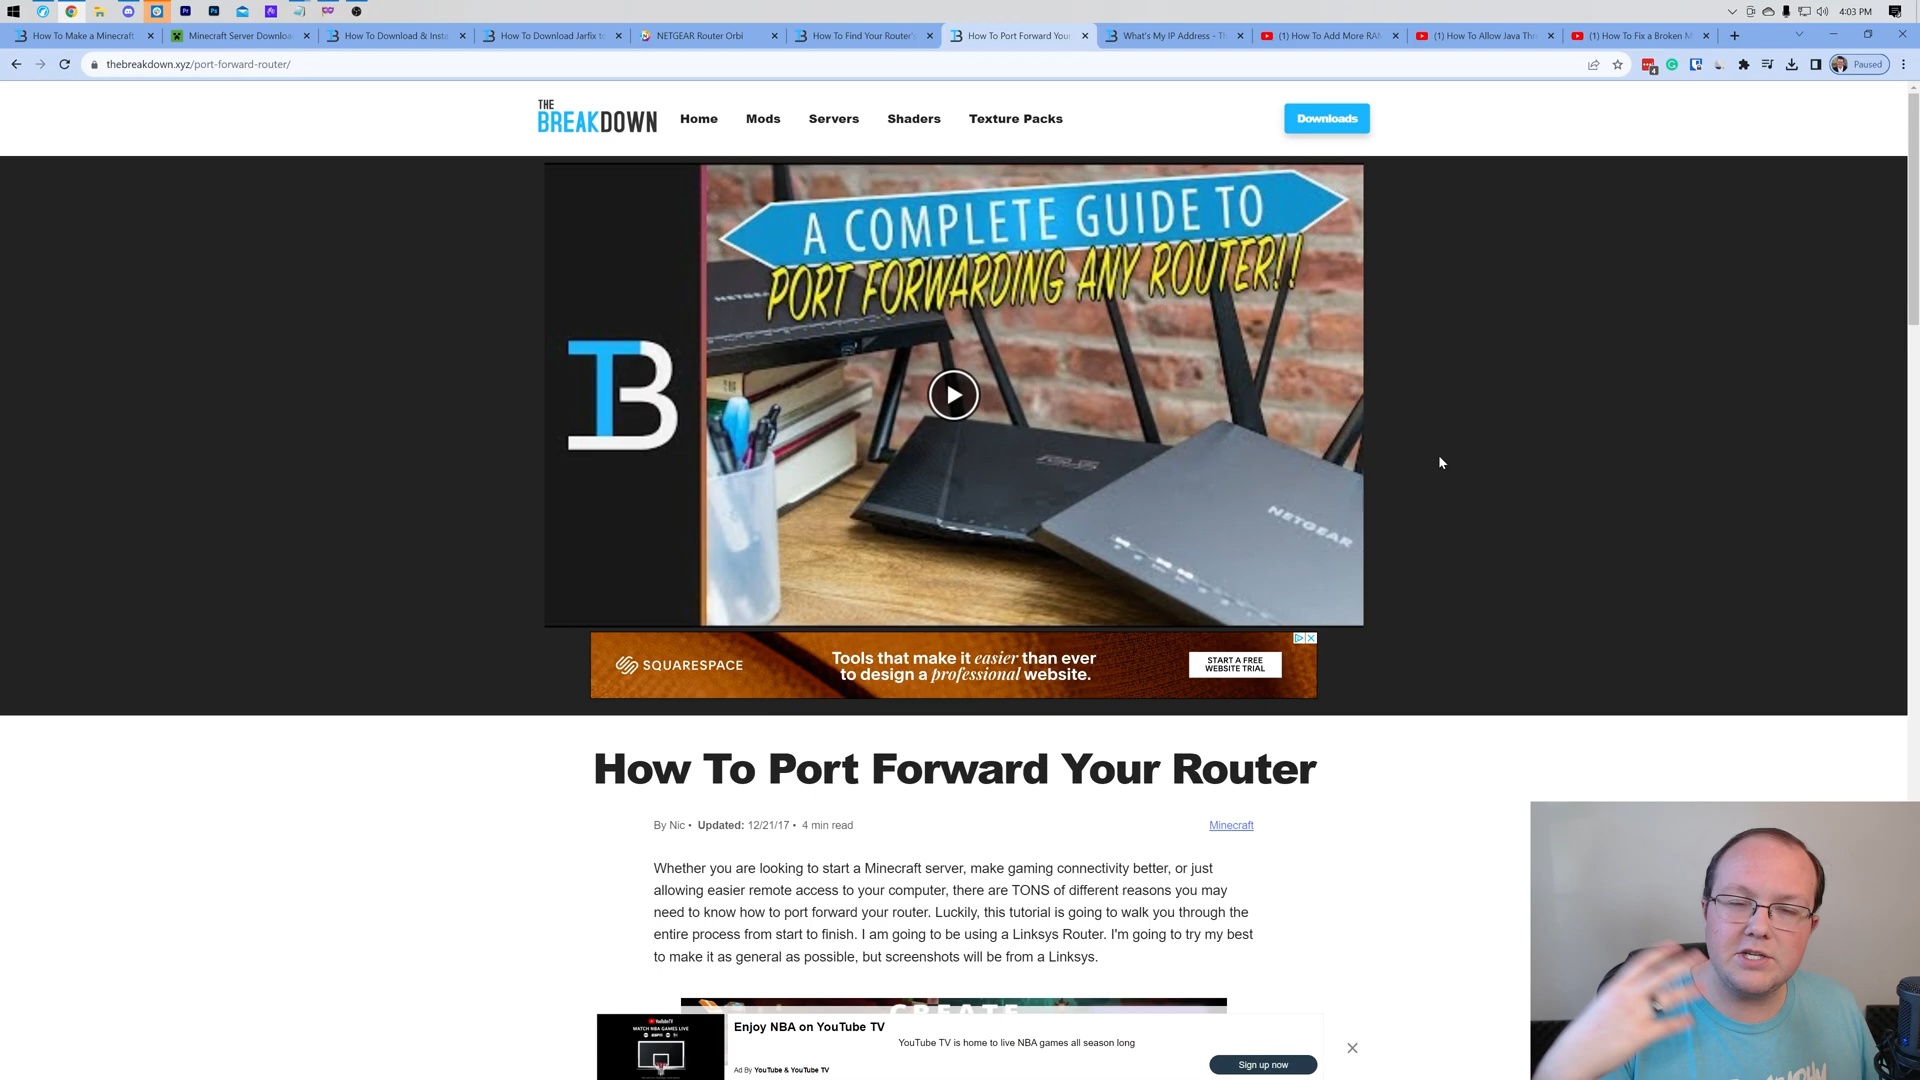 4:03 PM
How To Make a Minecraft
Minecraft Server Downloa
How To Download & Insta
How To Download Jarfix t
NETGEAR Router Orbi
How To Find Your Router's
How To Port Forward Your
What's My IP Address - Th
(1) How To Add More RAM
(1) How To Allow Java Thr
(1) How To Fix a Broken M
thebreakdown.xyz/port-forward-router/
Paused
THE
BREAKDOWN
Home
Mods
Servers
Shaders
Texture Packs
Downloads
A COMPLETE GUIDE TO
PORT FORWARDING ANY ROUTER!!
TB
ASUS
NETGEAR
SQUARESPACE
Tools that make it easier than ever
to design a professional website.
START A FREE
WEBSITE TRIAL
How To Port Forward Your Router
By Nic • Updated: 12/21/17 • 4 min read
Minecraft
Whether you are looking to start a Minecraft server, make gaming connectivity better, or just
allowing easier remote access to your computer, there are TONS of different reasons you may
need to know how to port forward your router. Luckily, this tutorial is going to walk you through the
entire process from start to finish. I am going to be using a Linksys Router. I'm going to try my best
to make it as general as possible, but screenshots will be from a Linksys.
CREATE
WATCH NBA GAMES LIVE
Enjoy NBA on YouTube TV
YouTube TV is home to live NBA games all season long
Ad By YouTube & YouTube TV
Sign up now